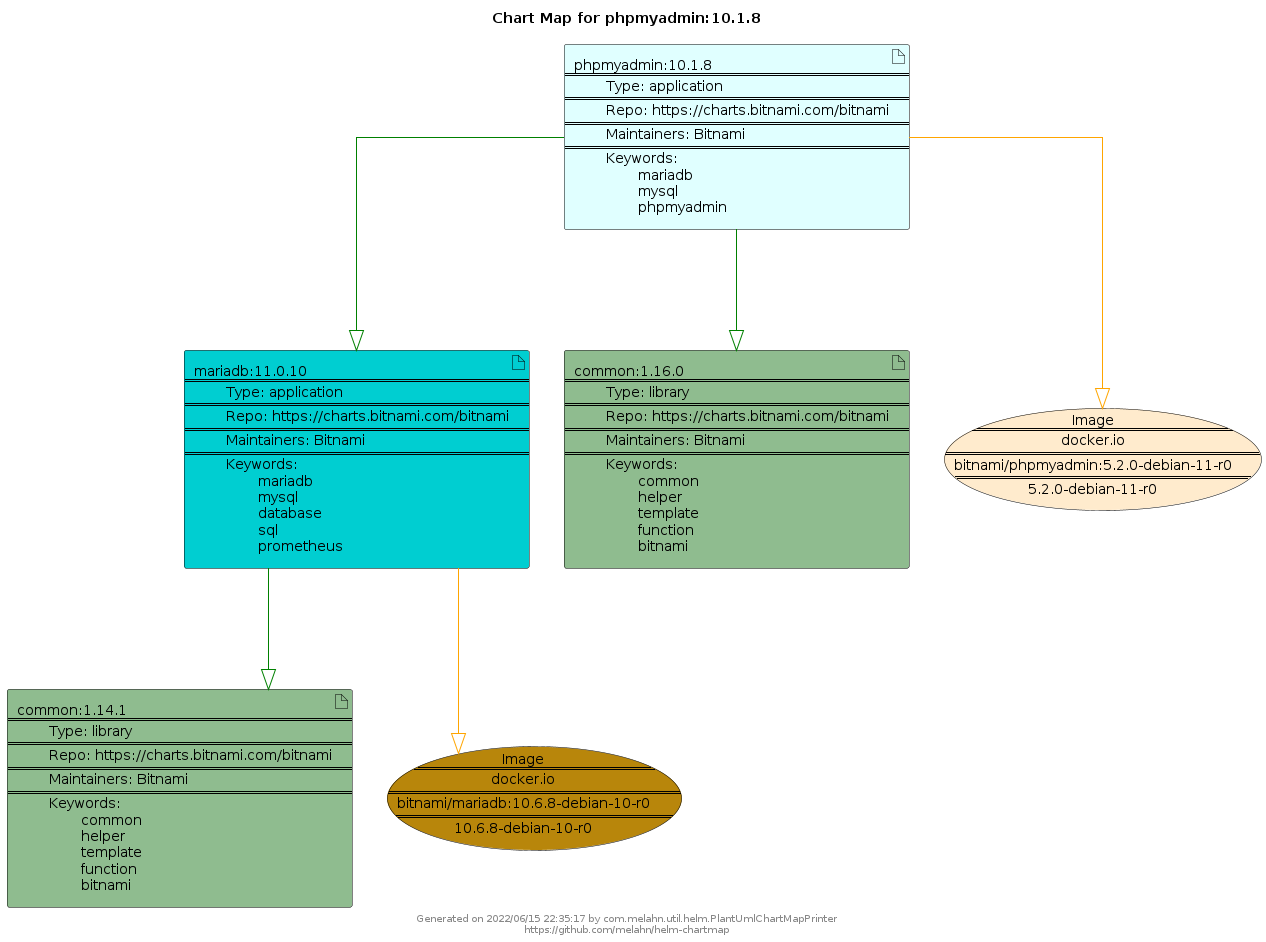 Chart Map for phpmyadmin:10.1.8
phpmyadmin:10.1.8
Type: application
Repo: https://charts.bitnami.com/bitnami
Maintainers: Bitnami
Keywords:
mariadb
mysql
phpmyadmin
mariadb:11.0.10
Type: application
Repo: https://charts.bitnami.com/bitnami
Maintainers: Bitnami
Keywords:
mariadb
mysql
database
sql
prometheus
common:1.16.0
Type: library
Repo: https://charts.bitnami.com/bitnami
Maintainers: Bitnami
Keywords:
common
helper
template
function
bitnami
Image
docker.io
bitnami/phpmyadmin:5.2.0-debian-11-r0
5.2.0-debian-11-r0
common:1.14.1
Type: library
Repo: https://charts.bitnami.com/bitnami
Maintainers: Bitnami
Keywords:
common
helper
template
function
bitnami
Image
docker.io
bitnami/mariadb:10.6.8-debian-10-r0
10.6.8-debian-10-r0
Generated on 2022/06/15 22:35:17 by com.melahn.util.helm.PlantUmlChartMapPrinter
https://github.com/melahn/helm-chartmap